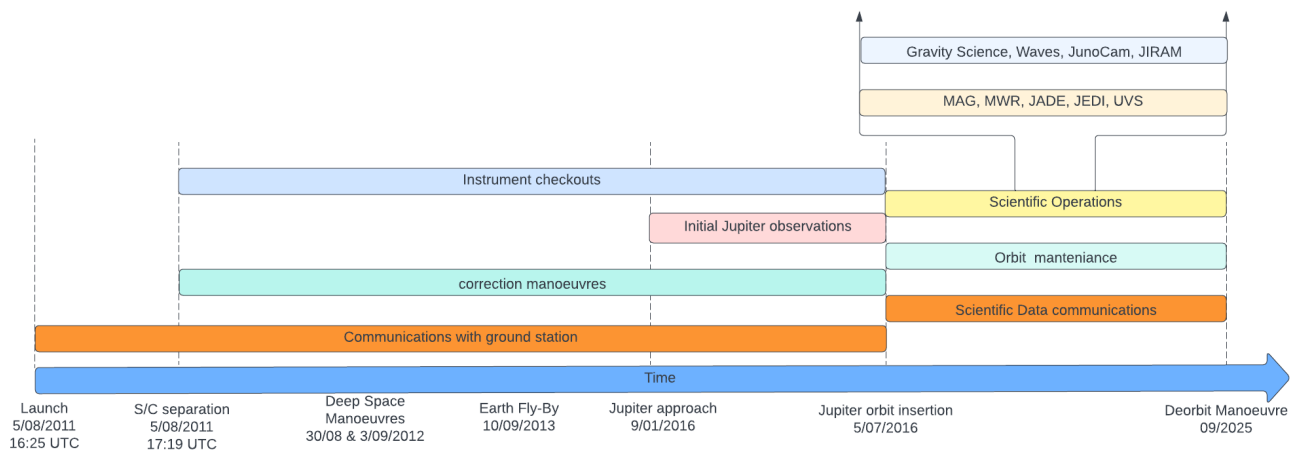 Gravity Science, Waves, JunoCam, JIRAM
MAG, MWR, JADE, JEDI, UVS
Instrument checkouts
Scientific Operations
Initial Jupiter observations
Orbit manteniance
correction manoeuvres
Scientific Data communications
Communications with ground station
Time
Launch
5/08/2011
16:25 UTC
S/C separation
5/08/2011
17:19 UTC
Deep Space
Manoeuvres
30/08 & 3/09/2012
Earth Fly-By
10/09/2013
Jupiter approach
9/01/2016
Jupiter orbit insertion
5/07/2016
Deorbit Manoeuvre
09/2025